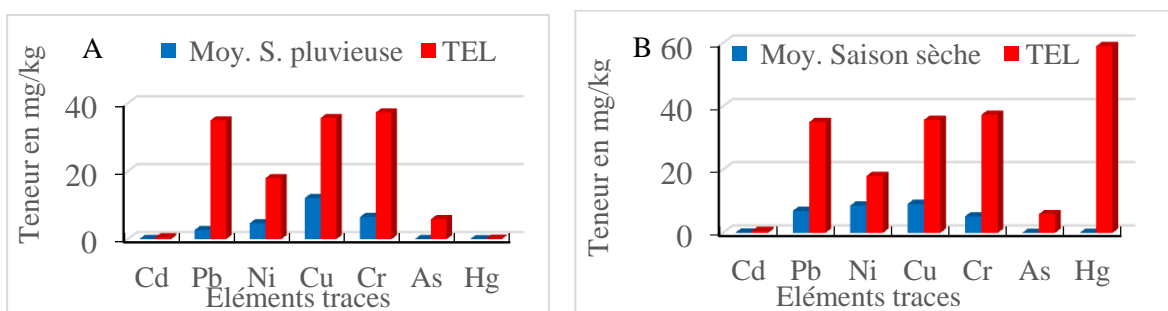 A
Moy. S. pluvieuse TEL
Teneur en mg/kg
40
20
0
Cd Pb Ni Cu Cr As Hg
Eléments traces
B
Moy. Saison sèche TEL
Teneur en mg/kg
60
40
20
0
Cd Pb Ni Cu Cr As Hg
Eléments traces